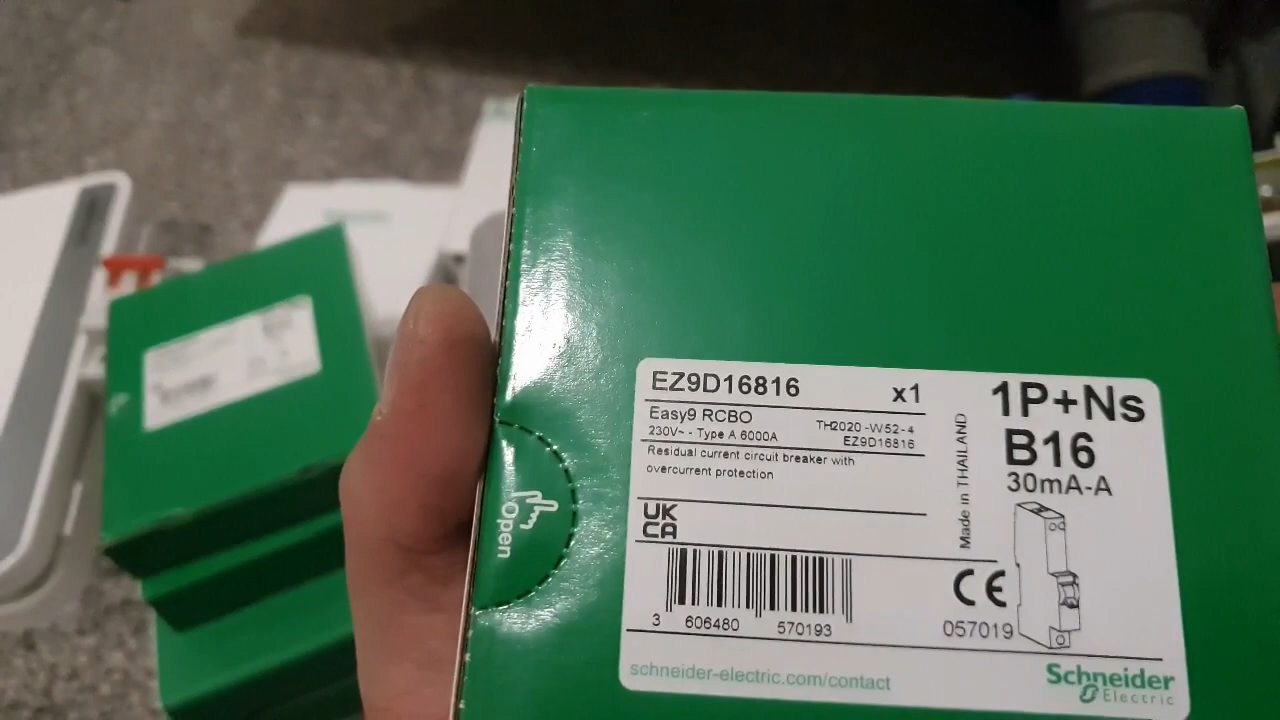 EZ9D16816 x1
Easy9 RCBO
230V~ - Type A 6000A
TH2020-W52-4
EZ9D16816
Residual current circuit breaker with
overcurrent protection
UK
CA
Made in THAILAND
1P+Ns
B16
30mA-A
CE
3 606480 570193
057019
schneider-electric.com/contact
Schneider
Electric
Open